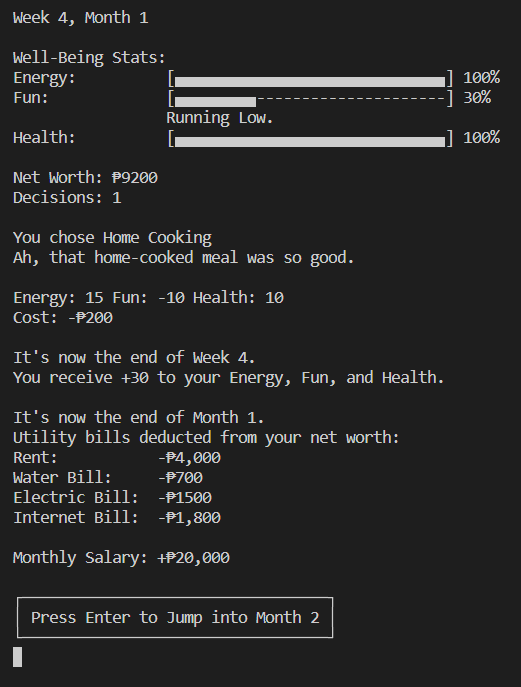 Week 4, Month 1
Well-Being Stats:
Energy: [ ] 100%
Fun: [ ---------------------] 30%
Running Low.
Health: [ ] 100%
Net Worth: ₱9200
Decisions: 1
You chose Home Cooking
Ah, that home-cooked meal was so good.
Energy: 15 Fun: -10 Health: 10
Cost: -₱200
It's now the end of Week 4.
You receive +30 to your Energy, Fun, and Health.
It's now the end of Month 1.
Utility bills deducted from your net worth:
Rent: -₱4,000
Water Bill: -₱700
Electric Bill: -₱1500
Internet Bill: -₱1,800
Monthly Salary: +₱20,000
Press Enter to Jump into Month 2